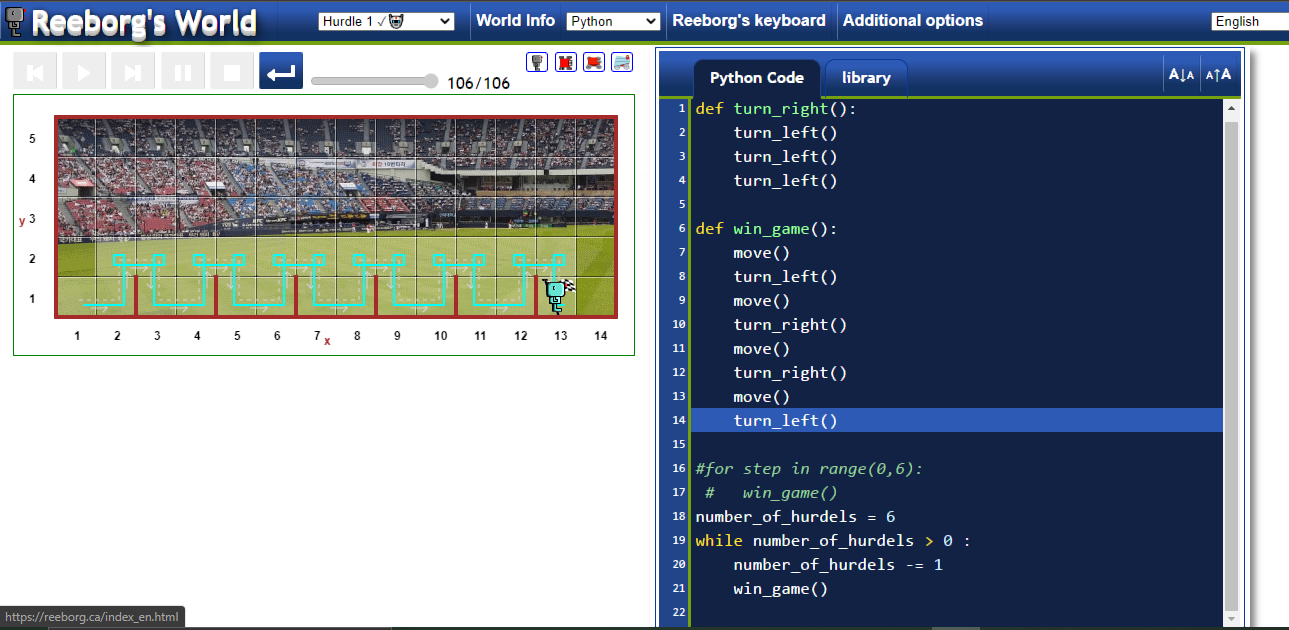 Reeborg's World
Hurdle 1 ✓
World Info
Python
Reeborg's keyboard
Additional options
English
106/106
Python Code
library
A↓A
A↑A
5
4
y 3
2
1
1 2 3 4 5 6 7 x 8 9 10 11 12 13 14
1 def turn_right():
2 turn_left()
3 turn_left()
4 turn_left()
5
6 def win_game():
7 move()
8 turn_left()
9 move()
10 turn_right()
11 move()
12 turn_right()
13 move()
14 turn_left()
15
16 #for step in range(0,6):
17 #   win_game()
18 number_of_hurdels = 6
19 while number_of_hurdels > 0 :
20 number_of_hurdels -= 1
21 win_game()
22
https://reeborg.ca/index_en.html